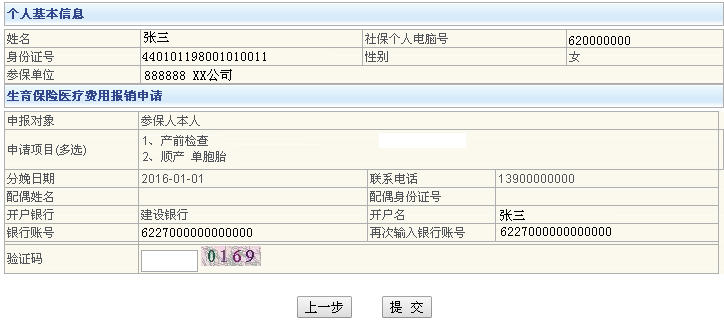 个人基本信息
姓名 张三 社保个人电脑号 620000000
身份证号 440101198001010011 性别 女
参保单位 888888 XX公司
生育保险医疗费用报销申请
申报对象 参保人本人
申请项目(多选) 1、产前检查
2、顺产 单胞胎
分娩日期 2016-01-01 联系电话 13900000000
配偶姓名 配偶身份证号
开户银行 建设银行 开户名 张三
银行账号 6227000000000000 再次输入银行账号 6227000000000000
验证码 0169
上一步 提 交